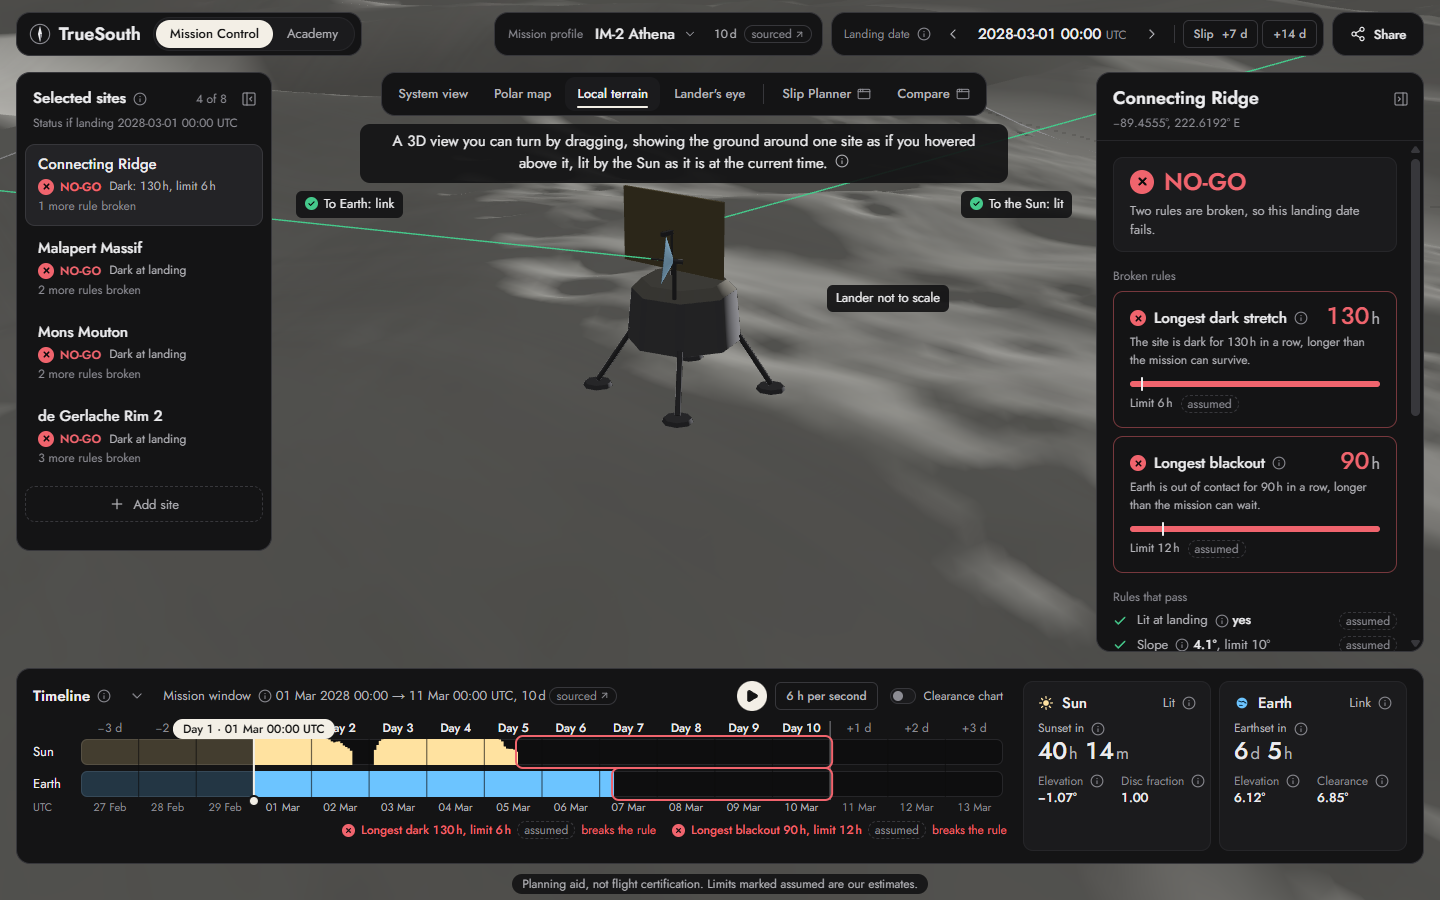 TrueSouth
Mission Control
Academy
Mission profile IM-2 Athena 10 d sourced ↗
Landing date 2028-03-01 00:00 UTC Slip +7 d +14 d
Share
Selected sites 4 of 8
Status if landing 2028-03-01 00:00 UTC
Connecting Ridge
NO-GO Dark: 130 h, limit 6 h
1 more rule broken
Malapert Massif
NO-GO Dark at landing
2 more rules broken
Mons Mouton
NO-GO Dark at landing
2 more rules broken
de Gerlache Rim 2
NO-GO Dark at landing
3 more rules broken
+ Add site
System view Polar map Local terrain Lander's eye Slip Planner Compare
A 3D view you can turn by dragging, showing the ground around one site as if you hovered
above it, lit by the Sun as it is at the current time.
To Earth: link
To the Sun: lit
Lander not to scale
Connecting Ridge
−89.4555°, 222.6192° E
NO-GO
Two rules are broken, so this landing date
fails.
Broken rules
Longest dark stretch 130 h
The site is dark for 130 h in a row, longer than
the mission can survive.
Limit 6 h assumed
Longest blackout 90 h
Earth is out of contact for 90 h in a row, longer
than the mission can wait.
Limit 12 h assumed
Rules that pass
Lit at landing yes assumed
Slope 4.1°, limit 10° assumed
Timeline Mission window 01 Mar 2028 00:00 → 11 Mar 00:00 UTC, 10 d sourced ↗
6 h per second Clearance chart
−3 d −2 Day 1 · 01 Mar 00:00 UTC ay 2 Day 3 Day 4 Day 5 Day 6 Day 7 Day 8 Day 9 Day 10 +1 d +2 d +3 d
Sun
Earth
UTC 27 Feb 28 Feb 29 Feb 01 Mar 02 Mar 03 Mar 04 Mar 05 Mar 06 Mar 07 Mar 08 Mar 09 Mar 10 Mar 11 Mar 12 Mar 13 Mar
Longest dark 130 h, limit 6 h assumed breaks the rule Longest blackout 90 h, limit 12 h assumed breaks the rule
Sun Lit
Sunset in
40 h 14 m
Elevation Disc fraction
−1.07° 1.00
Earth Link
Earthset in
6 d 5 h
Elevation Clearance
6.12° 6.85°
Planning aid, not flight certification. Limits marked assumed are our estimates.